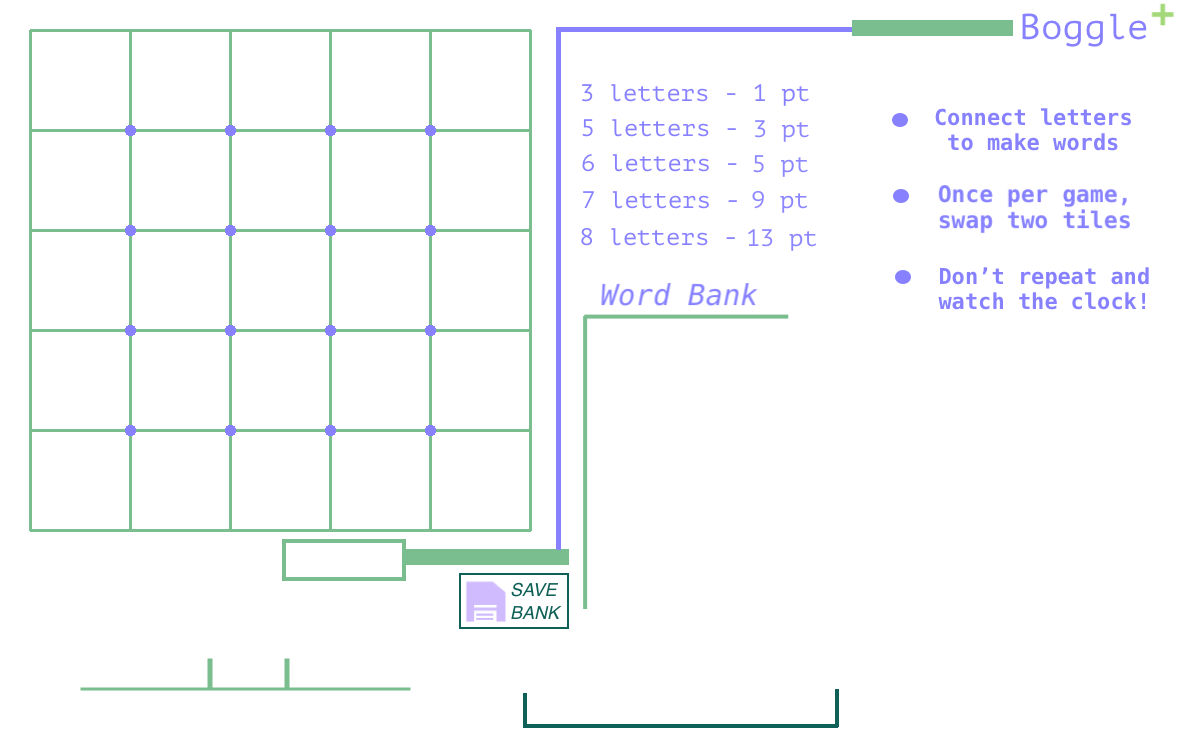 Boggle+
3 letters - 1 pt
5 letters - 3 pt
6 letters - 5 pt
7 letters - 9 pt
8 letters - 13 pt
Connect letters
to make words
Once per game,
swap two tiles
Don’t repeat and
watch the clock!
Word Bank
SAVE
BANK